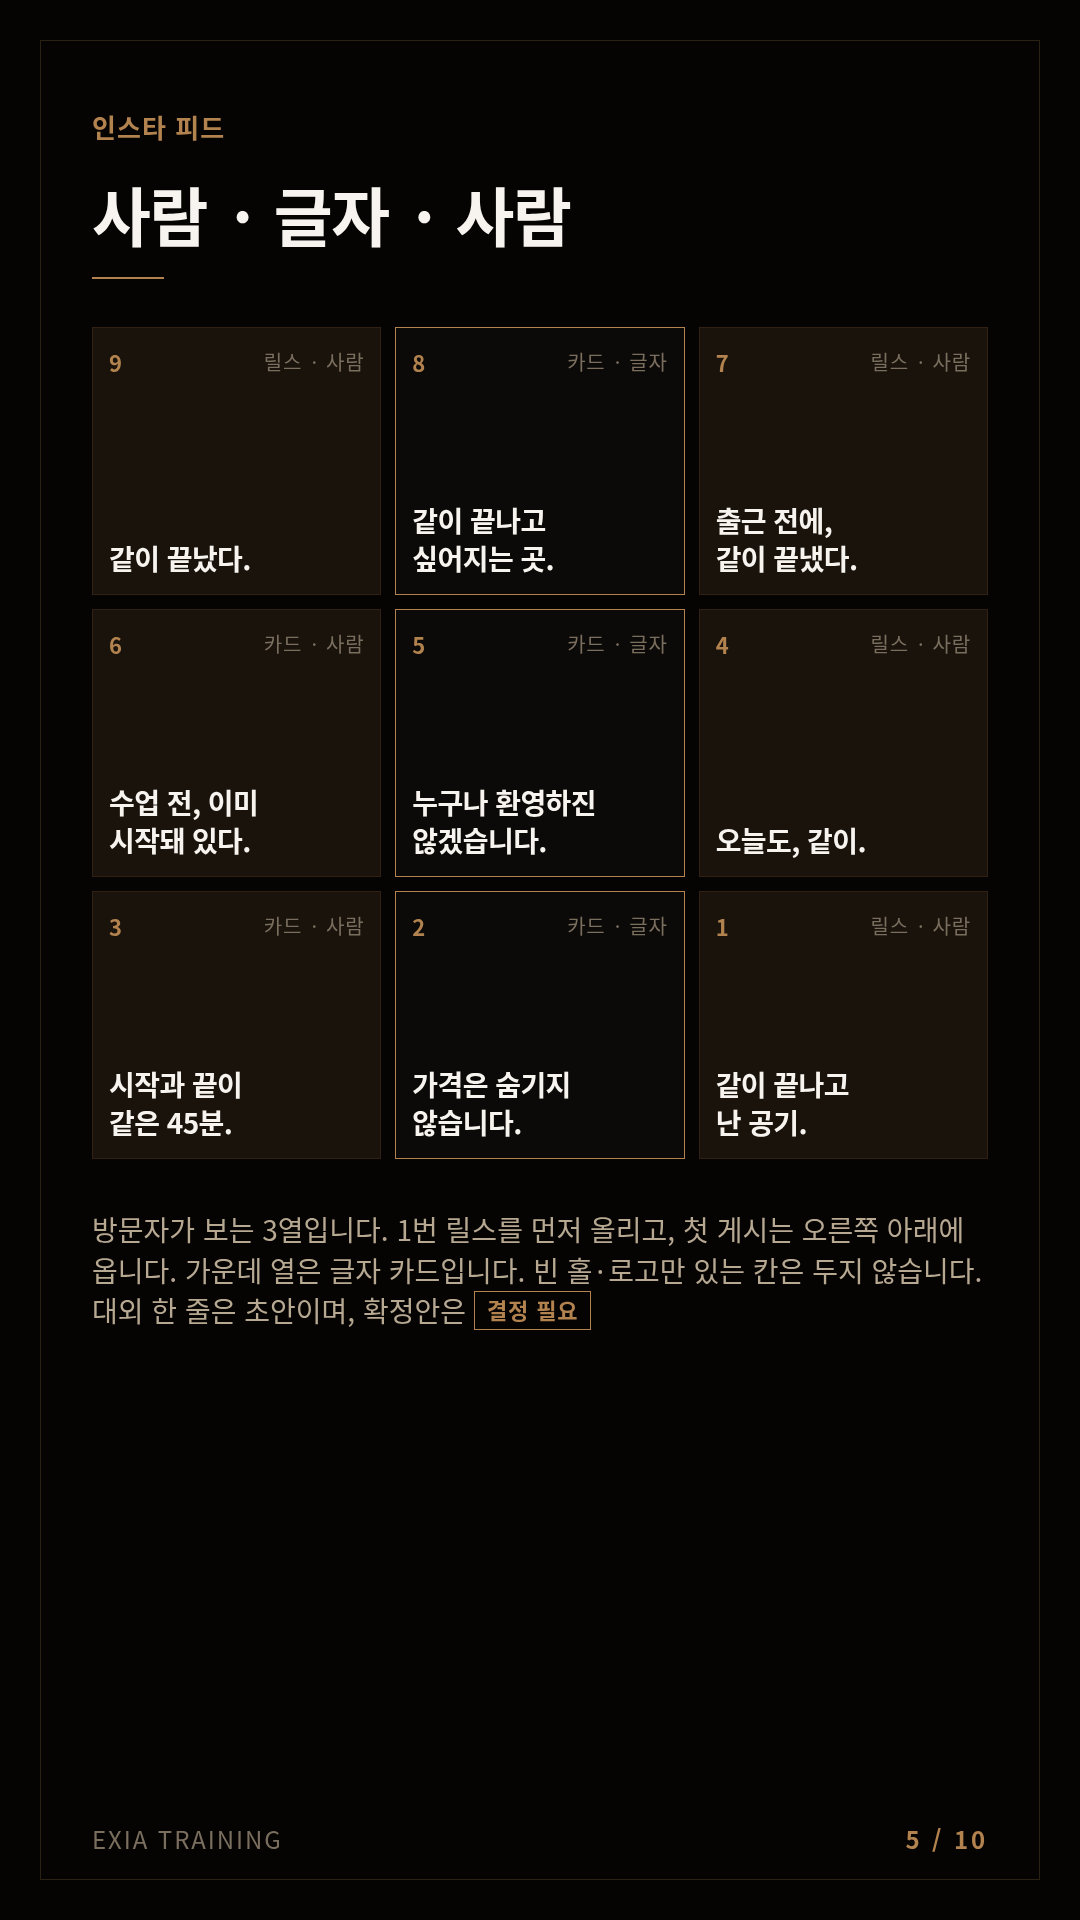 인스타 피드
사람 · 글자 · 사람
9 릴스 · 사람
같이 끝났다.
8 카드 · 글자
같이 끝나고
싶어지는 곳.
7 릴스 · 사람
출근 전에,
같이 끝냈다.
6 카드 · 사람
수업 전, 이미
시작돼 있다.
5 카드 · 글자
누구나 환영하진
않겠습니다.
4 릴스 · 사람
오늘도, 같이.
3 카드 · 사람
시작과 끝이
같은 45분.
2 카드 · 글자
가격은 숨기지
않습니다.
1 릴스 · 사람
같이 끝나고
난 공기.
방문자가 보는 3열입니다. 1번 릴스를 먼저 올리고, 첫 게시는 오른쪽 아래에
옵니다. 가운데 열은 글자 카드입니다. 빈 홀·로고만 있는 칸은 두지 않습니다.
대외 한 줄은 초안이며, 확정안은 결정 필요
EXIA TRAINING
5 / 10